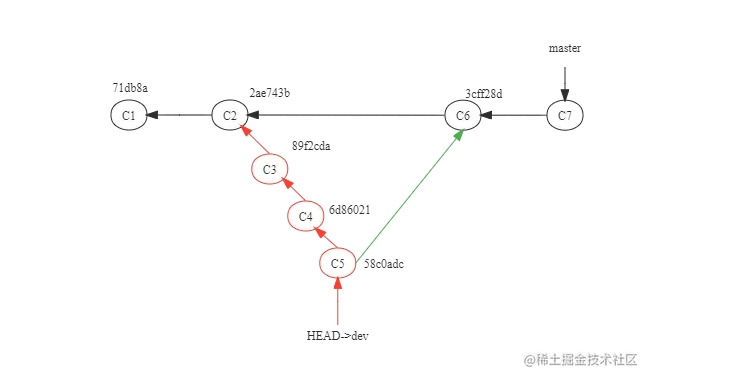 master
71db8a
2ae743b
3cff28d
C1
C2
C6
C7
89f2cda
C3
C4
6d86021
C5
58c0adc
HEAD->dev
@稀土掘金技术社区